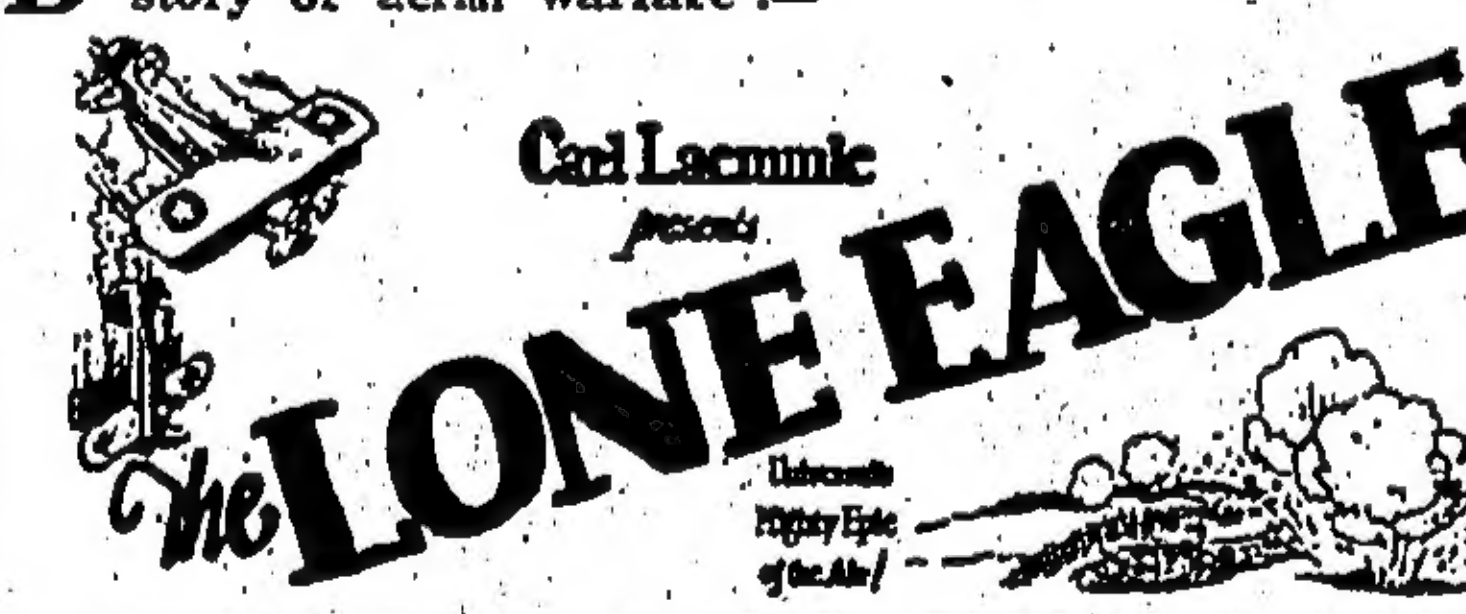 story of aerial warfare :—
Carl Laemmle
presents
The LONE EAGLE
Universal's
Mighty Epic
of the Air!